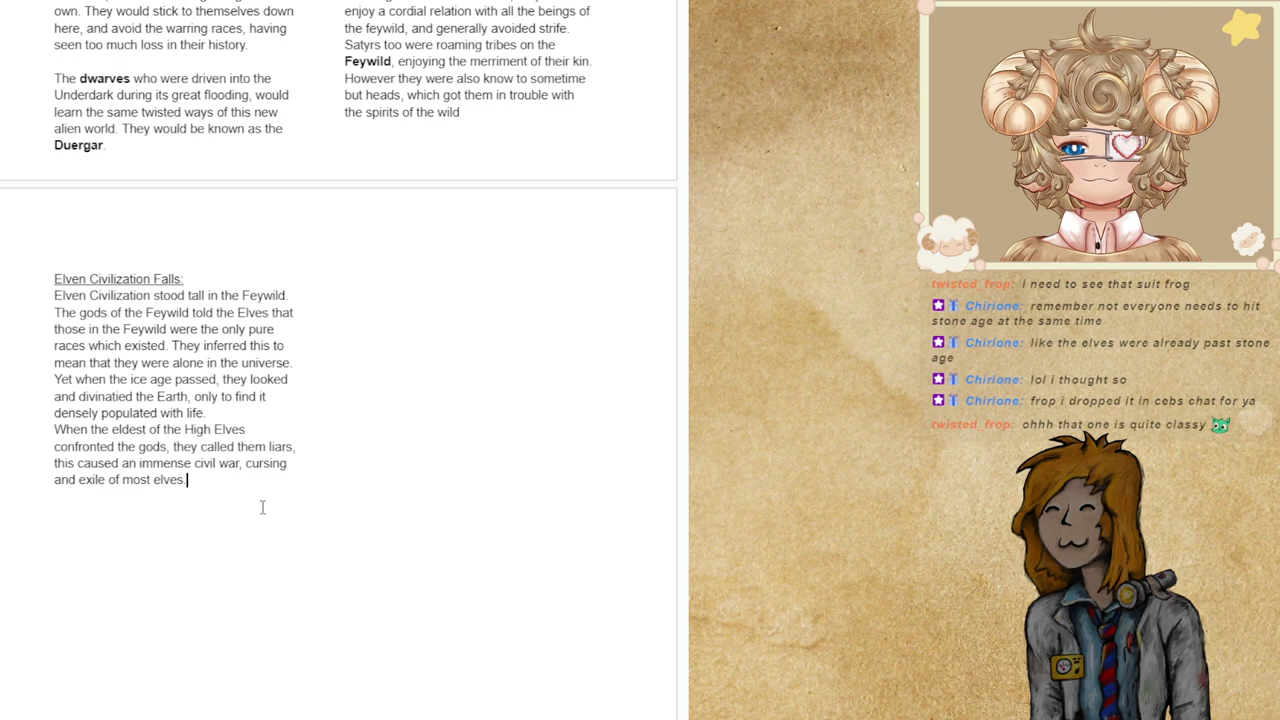 own. They would stick to themselves down
here, and avoid the warring races, having
seen too much loss in their history.
The dwarves who were driven into the
Underdark during its great flooding, would
learn the same twisted ways of this new
alien world. They would be known as the
Duergar.
enjoy a cordial relation with all the beings of
the feywild, and generally avoided strife.
Satyrs too were roaming tribes on the
Feywild, enjoying the merriment of their kin.
However they were also know to sometime
but heads, which got them in trouble with
the spirits of the wild
Elven Civilization Falls:
Elven Civilization stood tall in the Feywild.
The gods of the Feywild told the Elves that
those in the Feywild were the only pure
races which existed. They inferred this to
mean that they were alone in the universe.
Yet when the ice age passed, they looked
and divinatied the Earth, only to find it
densely populated with life.
When the eldest of the High Elves
confronted the gods, they called them liars,
this caused an immense civil war, cursing
and exile of most elves.
twisted_frop: i need to see that suit frog
Chirione: remember not everyone needs to hit
stone age at the same time
Chirione: like the elves were already past stone
age
Chirione: lol i thought so
Chirione: frop i dropped it in cebs chat for ya
twisted_frop: ohhh that one is quite classy